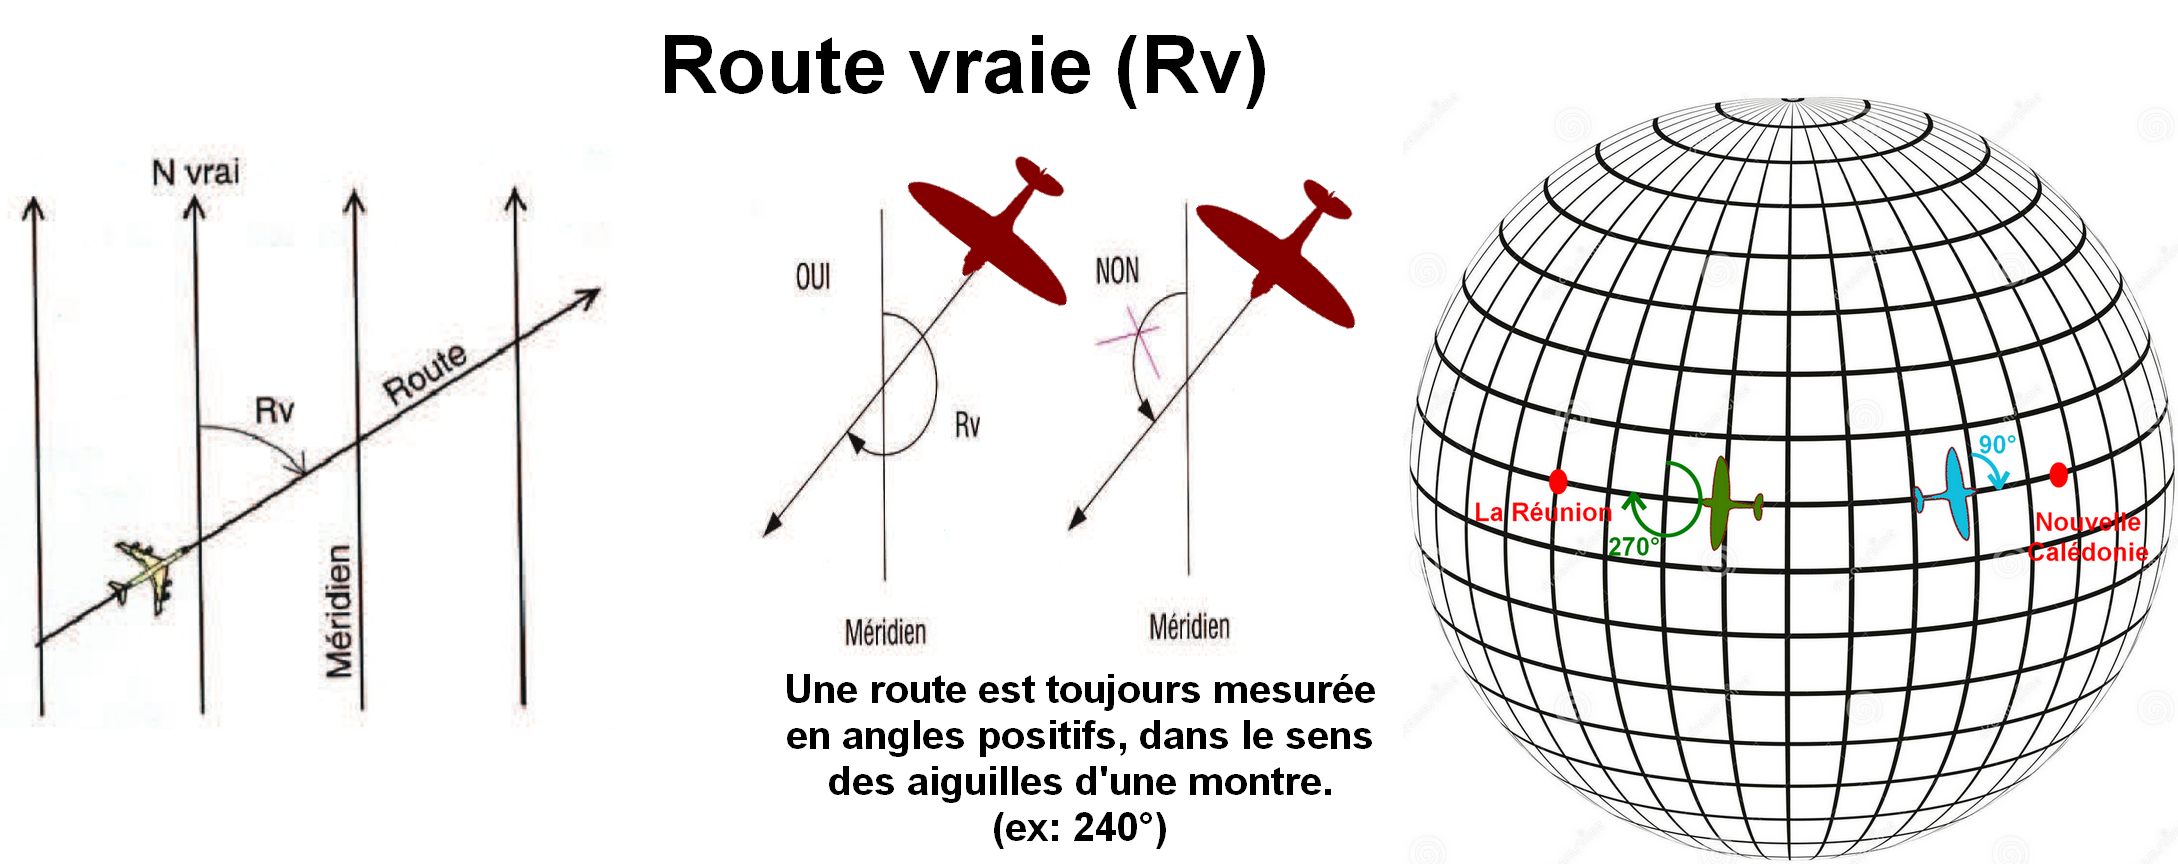 Route vraie (Rv)
N vrai
Rv
Route
Méridien
OUI
Rv
Méridien
NON
Méridien
Une route est toujours mesurée
en angles positifs, dans le sens
des aiguilles d'une montre.
(ex: 240°)
La Réunion
270°
90°
Nouvelle
Calédonie